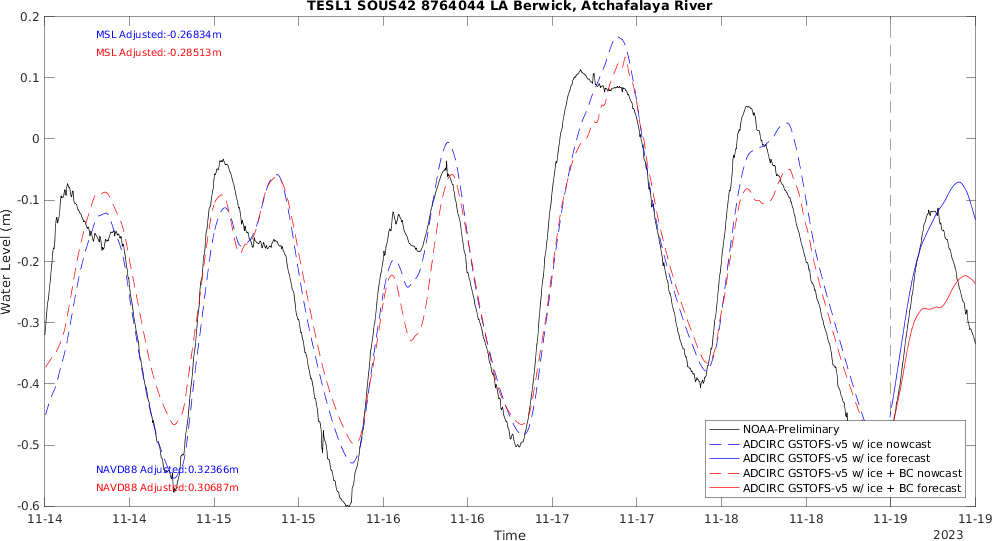 TESL1 SOUS42 8764044 LA Berwick, Atchafalaya River
MSL Adjusted:-0.26834m
MSL Adjusted:-0.28513m
0.2
0.1
0
-0.1
-0.2
-0.3
-0.4
-0.5
-0.6
Water Level (m)
NAVD88 Adjusted:0.32366m
NAVD88 Adjusted:0.30687m
NOAA-Preliminary
ADCIRC GSTOFS-v5 w/ ice nowcast
ADCIRC GSTOFS-v5 w/ ice forecast
ADCIRC GSTOFS-v5 w/ ice + BC nowcast
ADCIRC GSTOFS-v5 w/ ice + BC forecast
11-14 11-14 11-15 11-15 11-16 11-16 11-17 11-17 11-18 11-18 11-19 11-19
Time
2023